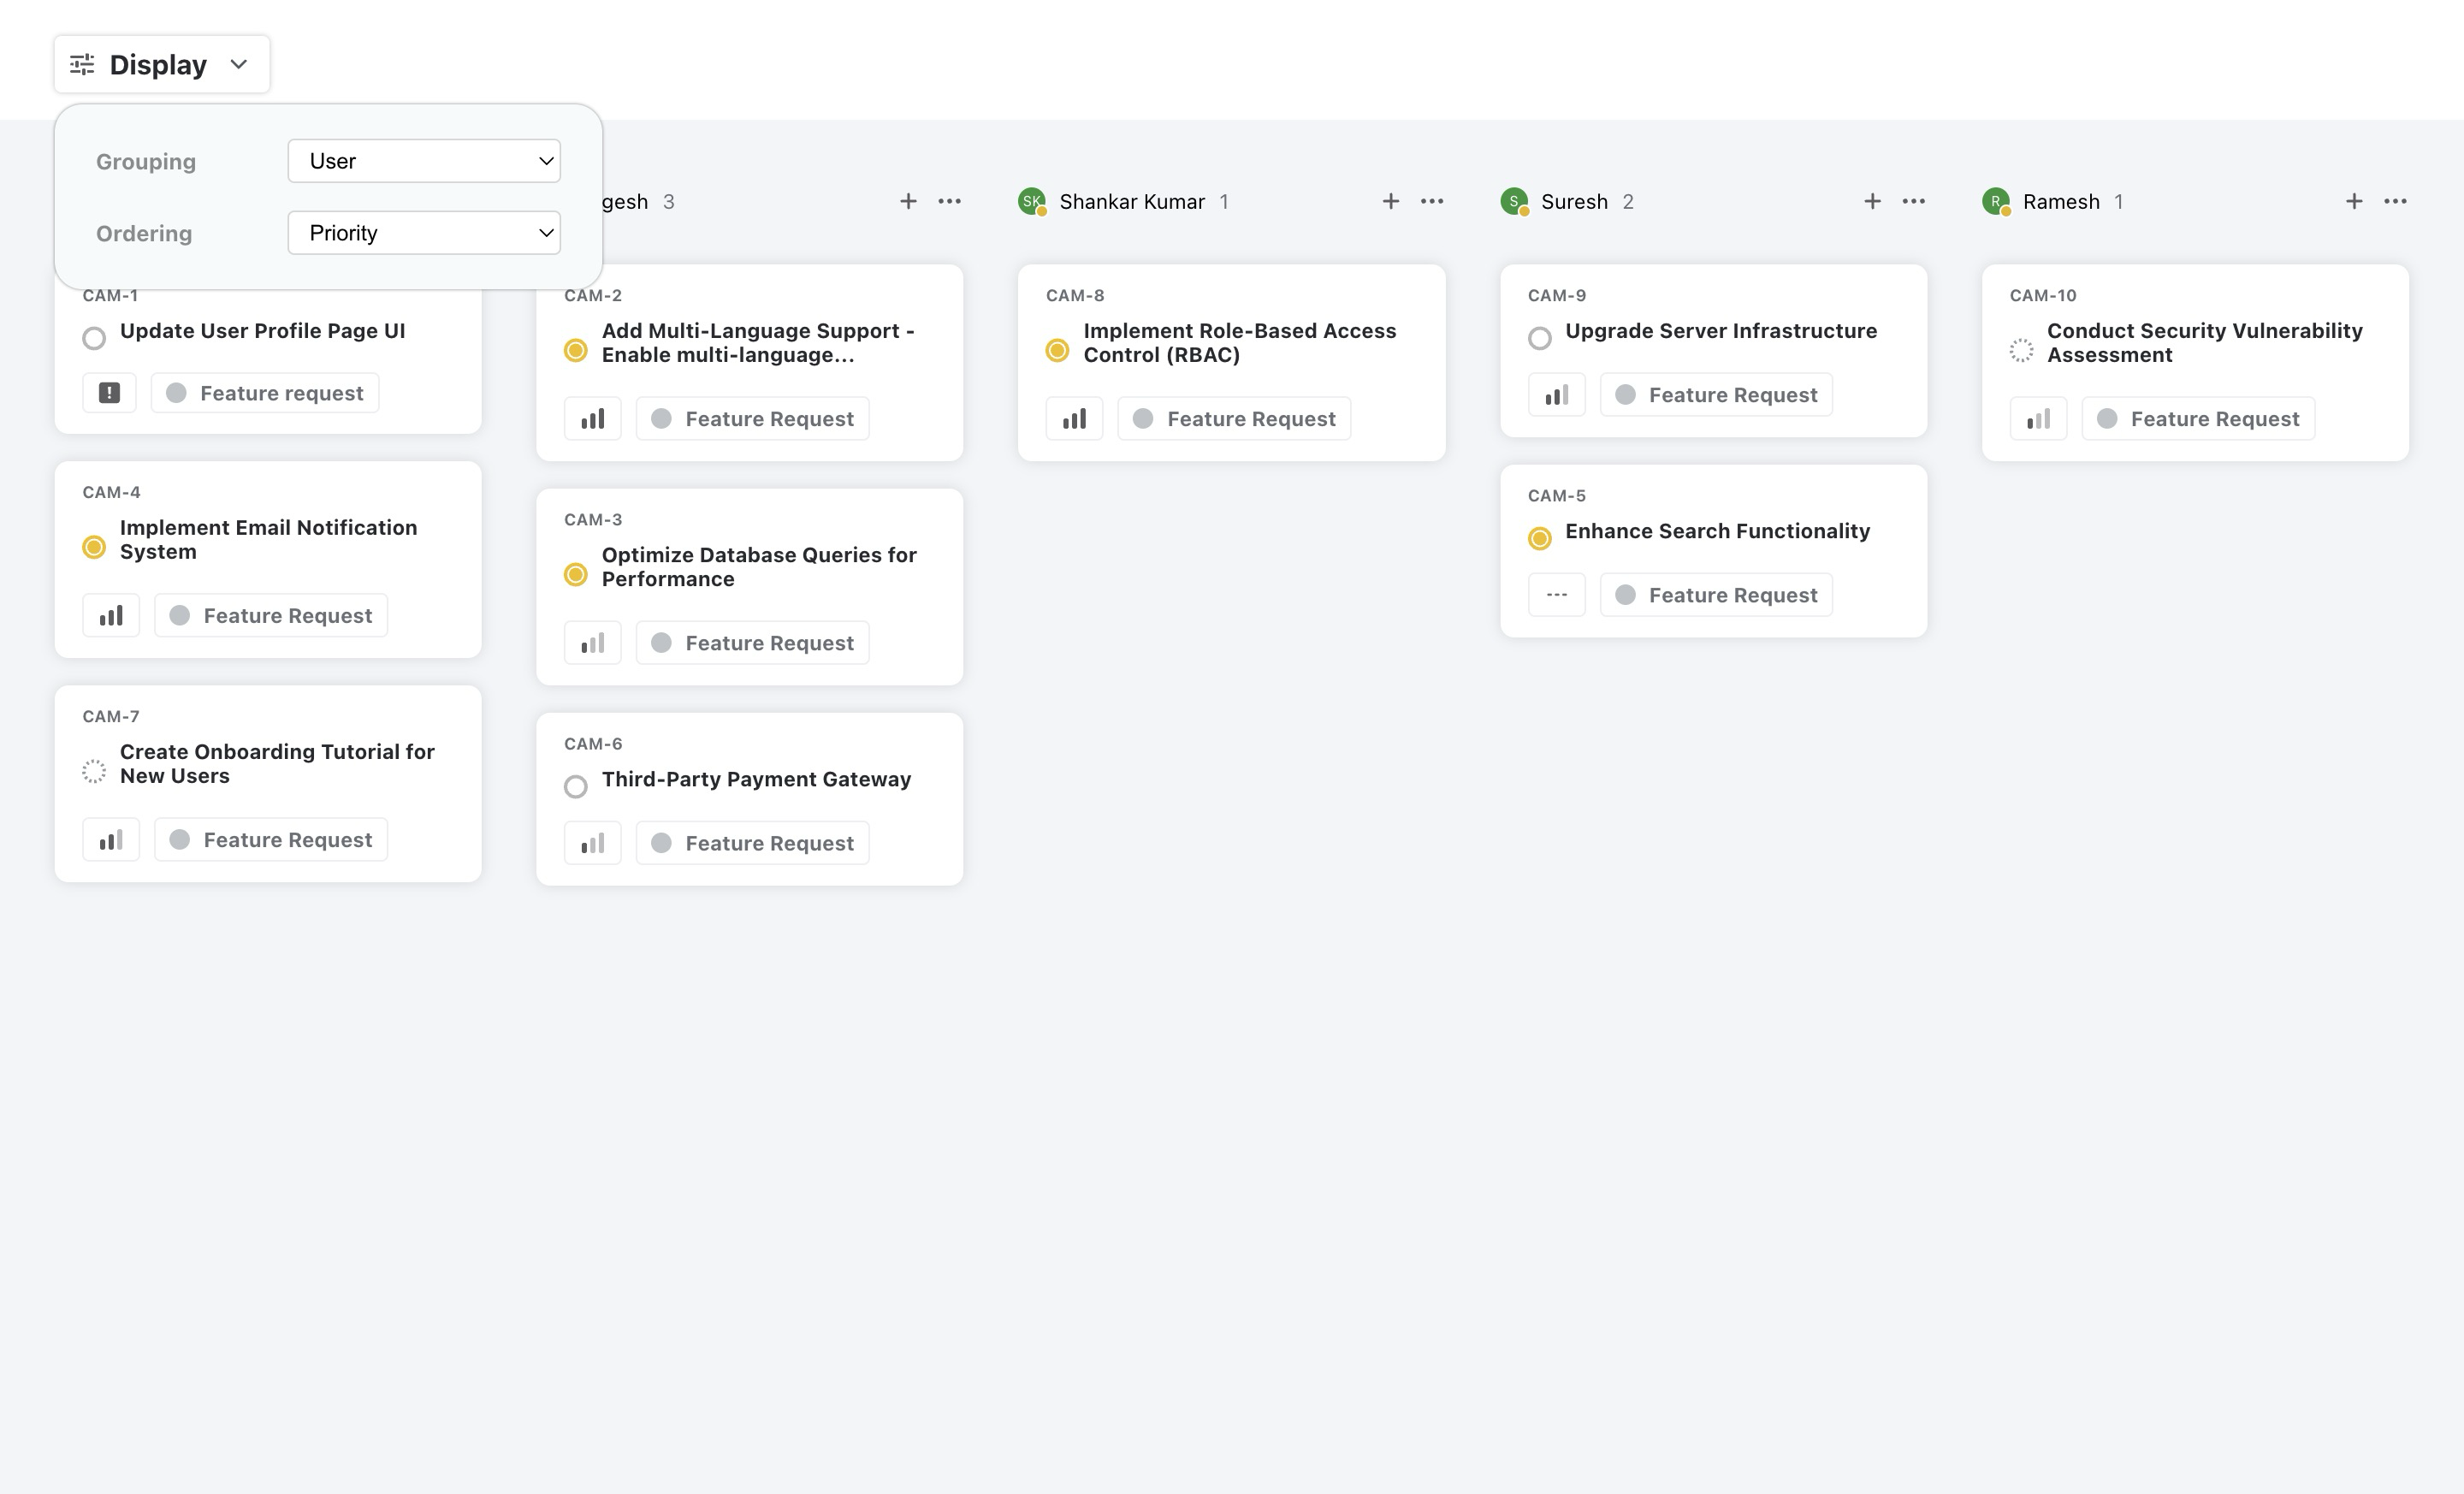 Display
Grouping User
Ordering Priority
gesh 3
SK Shankar Kumar 1
S Suresh 2
R Ramesh 1
CAM-1
Update User Profile Page UI
Feature request
CAM-4
Implement Email Notification
System
Feature Request
CAM-7
Create Onboarding Tutorial for
New Users
Feature Request
CAM-2
Add Multi-Language Support -
Enable multi-language...
Feature Request
CAM-3
Optimize Database Queries for
Performance
Feature Request
CAM-6
Third-Party Payment Gateway
Feature Request
CAM-8
Implement Role-Based Access
Control (RBAC)
Feature Request
CAM-9
Upgrade Server Infrastructure
Feature Request
CAM-5
Enhance Search Functionality
Feature Request
CAM-10
Conduct Security Vulnerability
Assessment
Feature Request